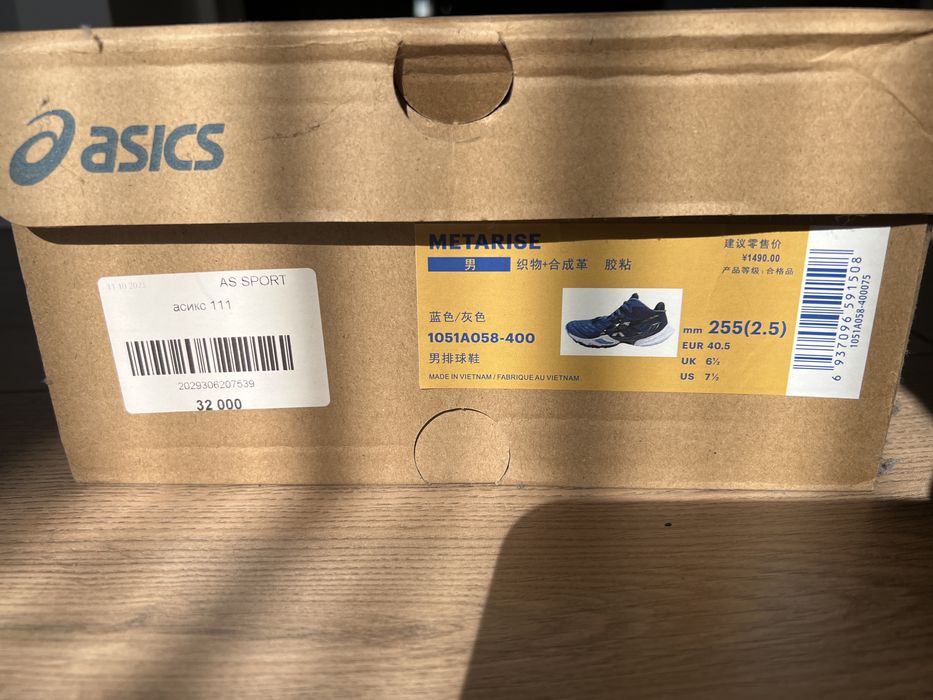 asics
11 10 2023
AS SPORT
асикс 111
2029306207539
32 000
METARISE
男 织物+合成革 胶粘
蓝色/灰色
1051A058-400
男排球鞋
MADE IN VIETNAM / FABRIQUE AU VIETNAM
建议零售价
¥1490.00
产品等级:合格品
mm 255(2.5)
EUR 40.5
UK 6½
US 7½
6 937096 591508
1051A058-400075